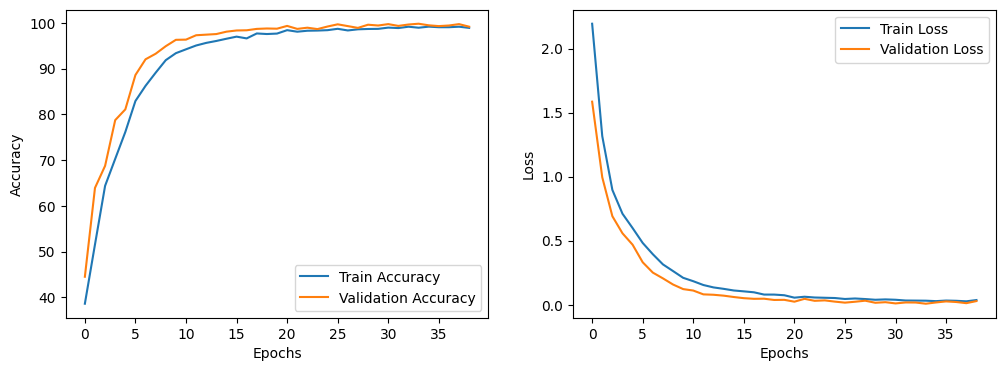 100
90
80
70
60
50
40
Accuracy
0 5 10 15 20 25 30 35
Epochs
Train Accuracy
Validation Accuracy
2.0
1.5
1.0
0.5
0.0
Loss
0 5 10 15 20 25 30 35
Epochs
Train Loss
Validation Loss